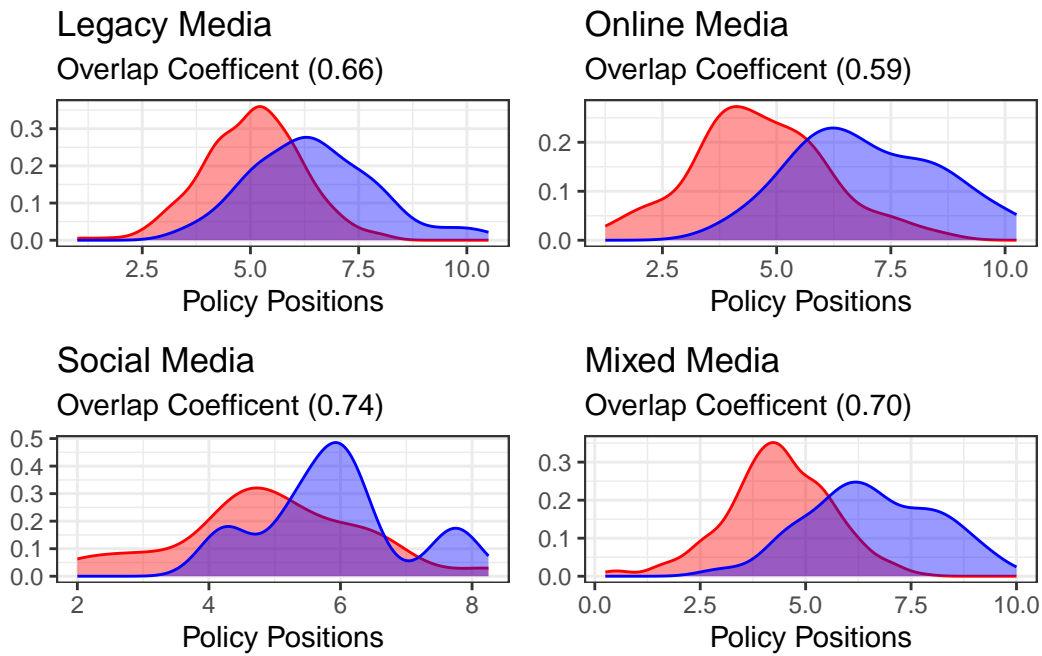 Legacy Media
Overlap Coefficent (0.66)
0.3
0.2
0.1
0.0
2.5 5.0 7.5 10.0
Policy Positions
Online Media
Overlap Coefficent (0.59)
0.2
0.1
0.0
2.5 5.0 7.5 10.0
Policy Positions
Social Media
Overlap Coefficent (0.74)
0.5
0.4
0.3
0.2
0.1
0.0
2 4 6 8
Policy Positions
Mixed Media
Overlap Coefficent (0.70)
0.3
0.2
0.1
0.0
0.0 2.5 5.0 7.5 10.0
Policy Positions